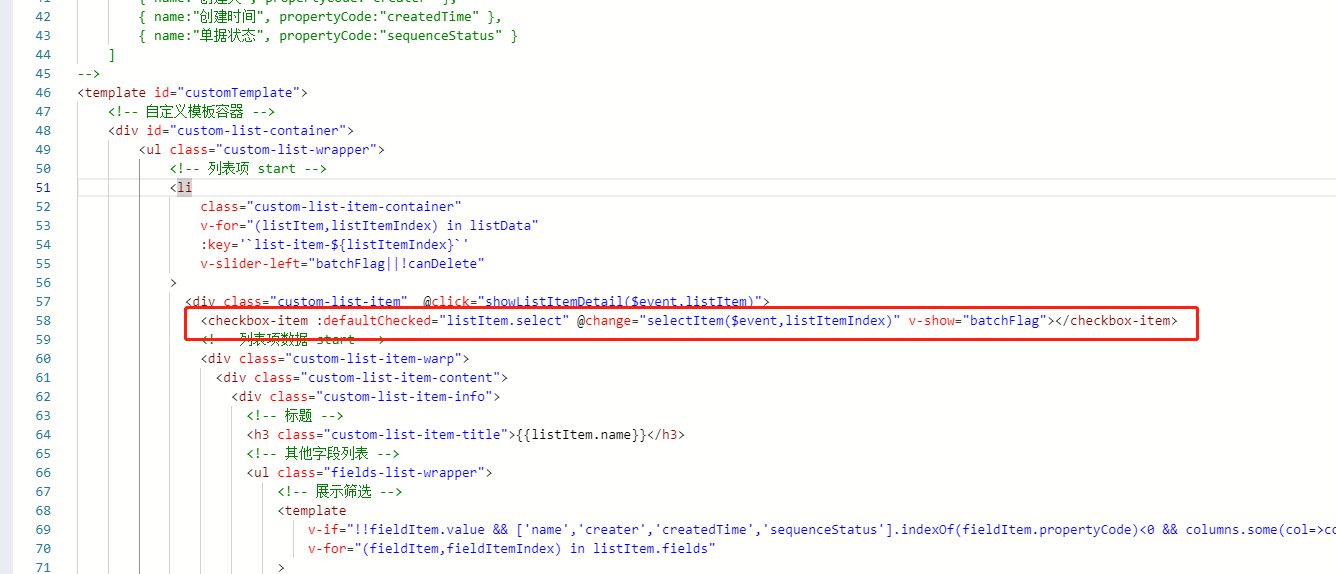 42 { name:"创建时间", propertyCode:"createdTime" },
43 { name:"单据状态", propertyCode:"sequenceStatus" }
44 ]
45 -->
46 <template id="customTemplate">
47 <!-- 自定义模板容器 -->
48 <div id="custom-list-container">
49 <ul class="custom-list-wrapper">
50 <!-- 列表项 start -->
51 <li
52 class="custom-list-item-container"
53 v-for="(listItem,listItemIndex) in listData"
54 :key='`list-item-${listItemIndex}`'
55 v-slider-left="batchFlag||!canDelete"
56 >
57 <div class="custom-list-item" @click="showListItemDetail($event,listItem)">
58 <checkbox-item :defaultChecked="listItem.select" @change="selectItem($event,listItemIndex)" v-show="batchFlag"></checkbox-item>
59 <!-- 列表项数据 start -->
60 <div class="custom-list-item-warp">
61 <div class="custom-list-item-content">
62 <div class="custom-list-item-info">
63 <!-- 标题 -->
64 <h3 class="custom-list-item-title">{{listItem.name}}</h3>
65 <!-- 其他字段列表 -->
66 <ul class="fields-list-wrapper">
67 <!-- 展示筛选 -->
68 <template
69 v-if="!!fieldItem.value && ['name','creater','createdTime','sequenceStatus'].indexOf(fieldItem.propertyCode)<0 && columns.some(col=>co
70 v-for="(fieldItem,fieldItemIndex) in listItem.fields"
71 >